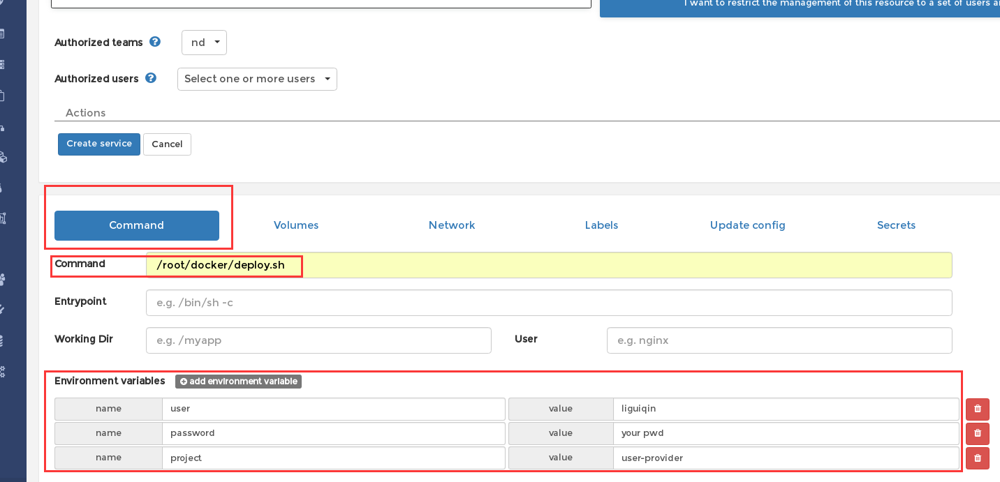 I want to restrict the management of this resource to a set of users
Authorized teams ? nd
Authorized users ? Select one or more users
Actions
Create service Cancel
Command Volumes Network Labels Update config Secrets
Command /root/docker/deploy.sh
Entrypoint e.g. /bin/sh -c
Working Dir e.g. /myapp User e.g. nginx
Environment variables add environment variable
name user value liguiqin
name password value your pwd
name project value user-provider